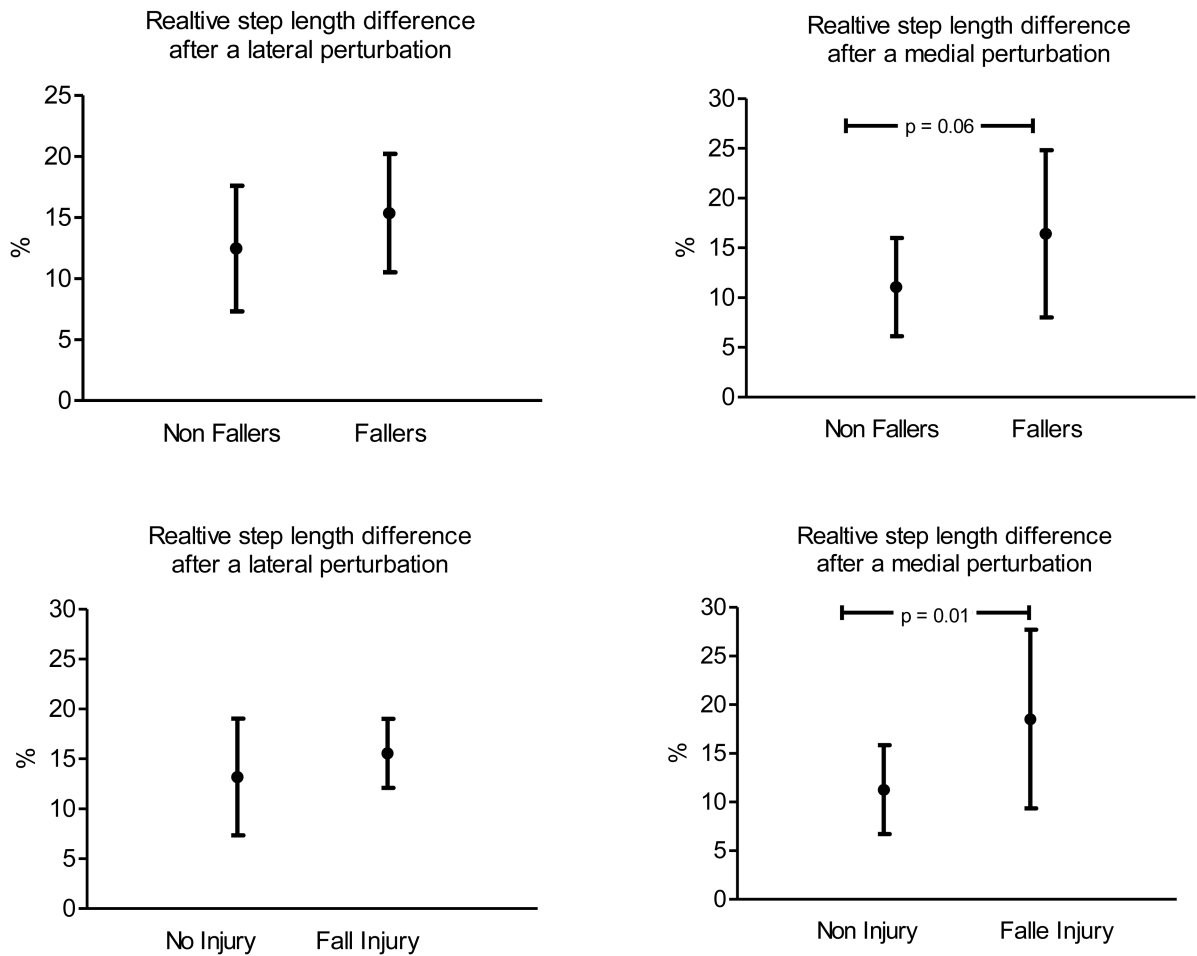 Realtive step length difference
after a lateral perturbation
25
20
15
10
5
0
%
Non Fallers Fallers
Realtive step length difference
after a medial perturbation
30
25
20
15
10
5
0
%
p = 0.06
Non Fallers Fallers
Realtive step length difference
after a lateral perturbation
30
25
20
15
10
5
0
%
No Injury Fall Injury
Realtive step length difference
after a medial perturbation
30
25
20
15
10
5
0
%
p = 0.01
Non Injury Falle Injury